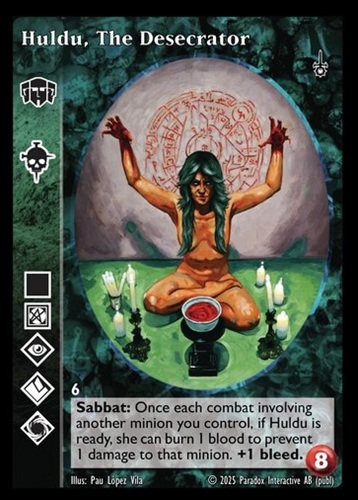 Huldu, The Desecrator
6
Sabbat: Once each combat involving
another minion you control, if Huldu is
ready, she can burn 1 blood to prevent
1 damage to that minion. +1 bleed.
8
Illus: Pau López Vila © 2025 Paradox Interactive AB (publ)